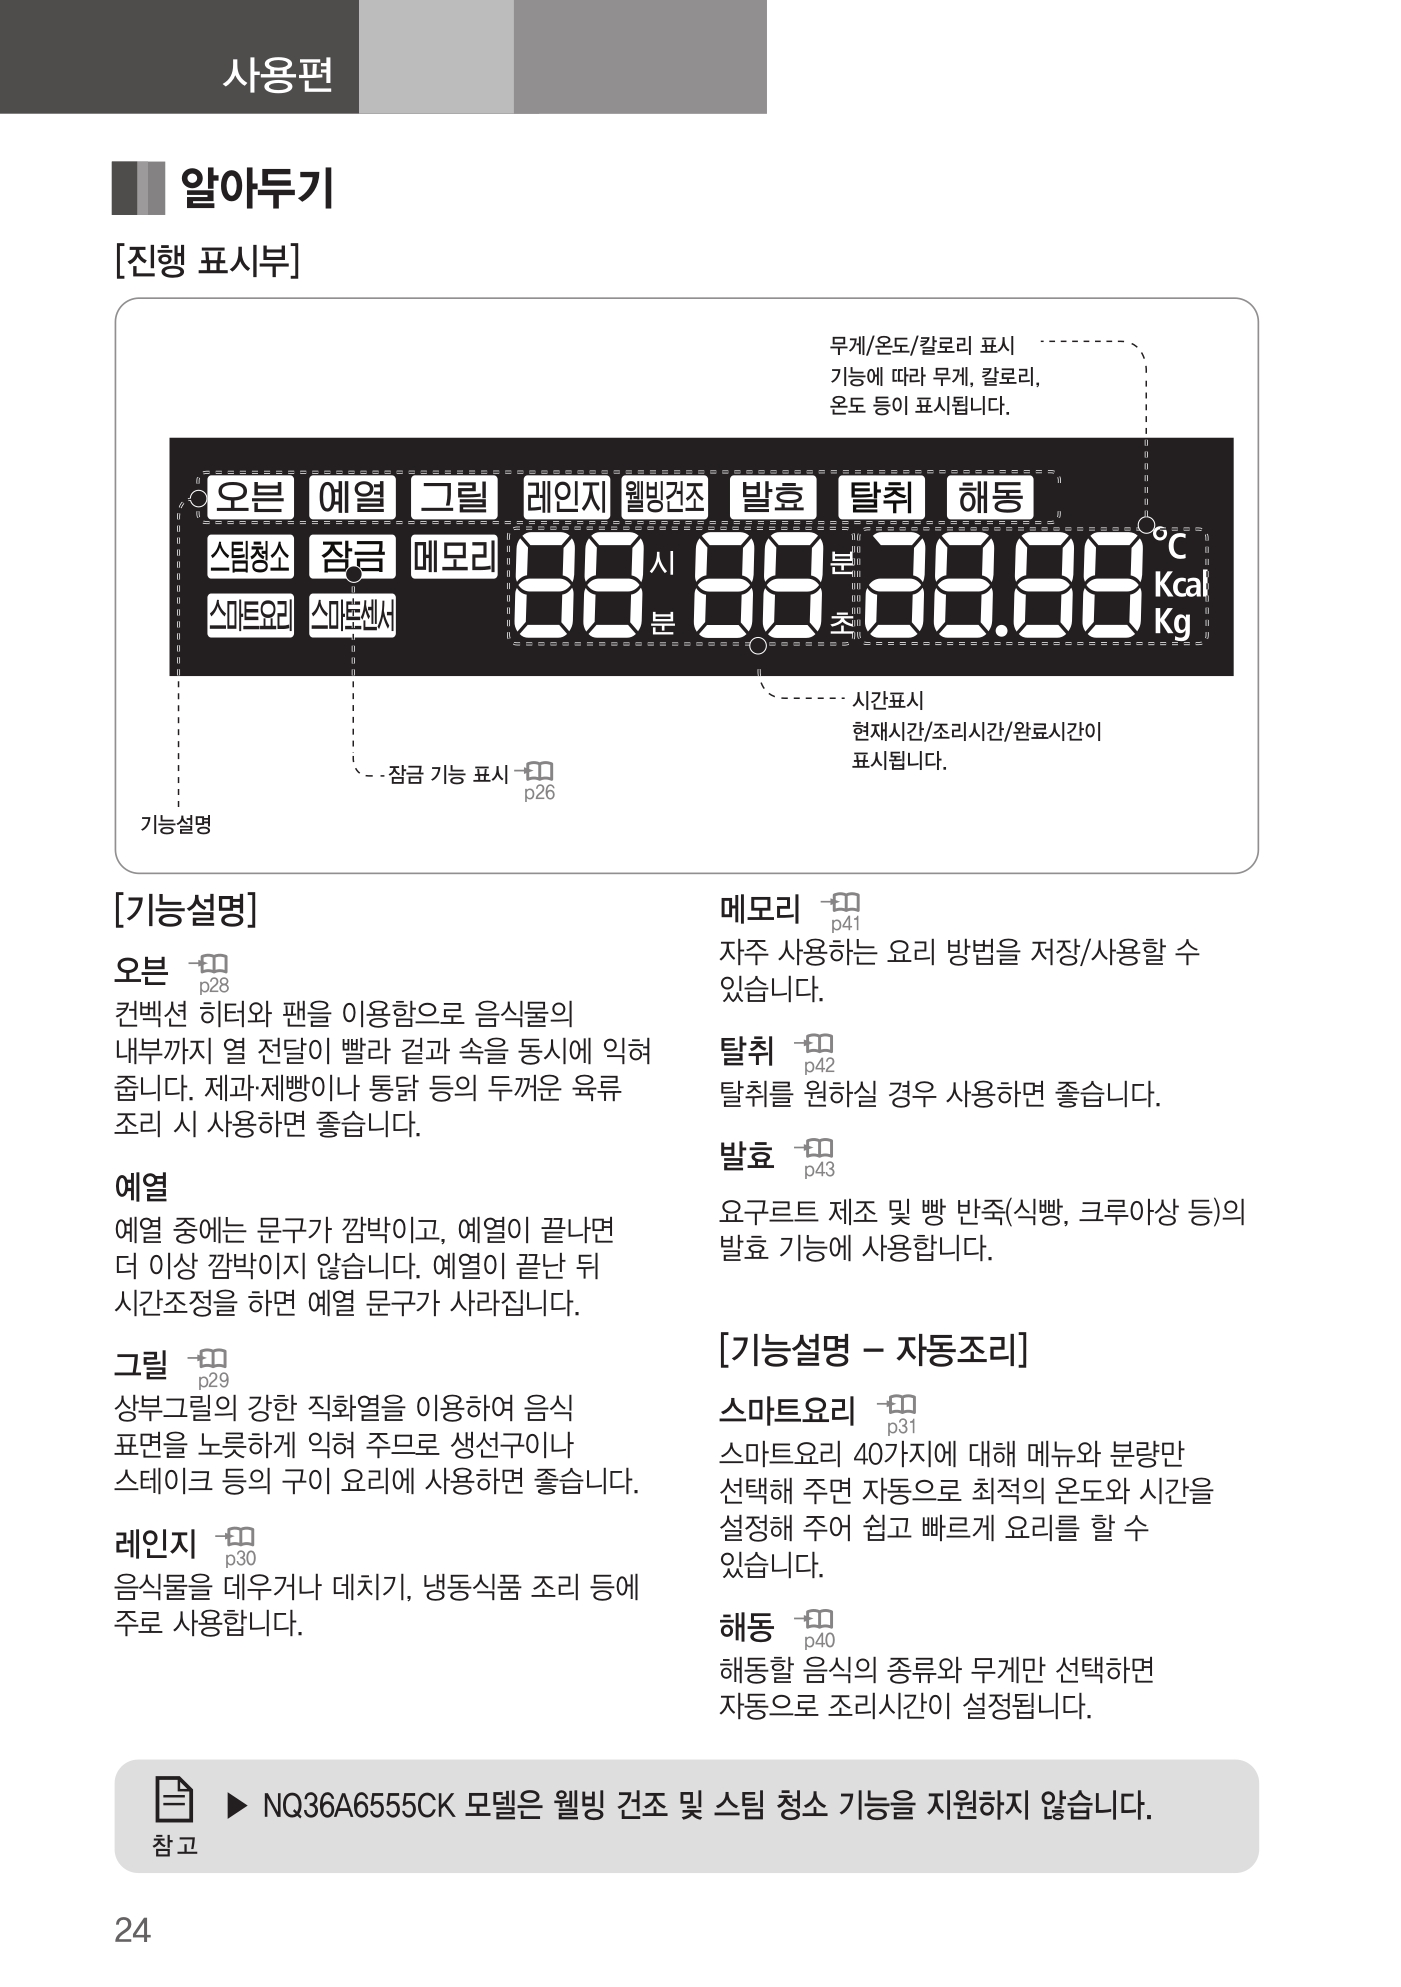 사용편
알아두기
[진행 표시부]
무게/온도/칼로리 표시
기능에 따라 무게, 칼로리,
온도 등이 표시됩니다.
오븐 예열 그릴 레인지 웰빙건조 발효 탈취 해동
스팀청소 잠금 메모리 88 시 88 분 88.88 °C
Kcal
스마트요리 스마트센서 분 초 Kg
시간표시
현재시간/조리시간/완료시간이
표시됩니다.
잠금 기능 표시
p26
기능설명
[기능설명]
오븐
p28
컨벡션 히터와 팬을 이용함으로 음식물의
내부까지 열 전달이 빨라 겉과 속을 동시에 익혀
줍니다. 제과·제빵이나 통닭 등의 두꺼운 육류
조리 시 사용하면 좋습니다.
예열
예열 중에는 문구가 깜박이고, 예열이 끝나면
더 이상 깜박이지 않습니다. 예열이 끝난 뒤
시간조정을 하면 예열 문구가 사라집니다.
그릴
p29
상부그릴의 강한 직화열을 이용하여 음식
표면을 노릇하게 익혀 주므로 생선구이나
스테이크 등의 구이 요리에 사용하면 좋습니다.
레인지
p30
음식물을 데우거나 데치기, 냉동식품 조리 등에
주로 사용합니다.
메모리
p41
자주 사용하는 요리 방법을 저장/사용할 수
있습니다.
탈취
p42
탈취를 원하실 경우 사용하면 좋습니다.
발효
p43
요구르트 제조 및 빵 반죽(식빵, 크루아상 등)의
발효 기능에 사용합니다.
[기능설명 – 자동조리]
스마트요리
p31
스마트요리 40가지에 대해 메뉴와 분량만
선택해 주면 자동으로 최적의 온도와 시간을
설정해 주어 쉽고 빠르게 요리를 할 수
있습니다.
해동
p40
해동할 음식의 종류와 무게만 선택하면
자동으로 조리시간이 설정됩니다.
참고
▶ NQ36A6555CK 모델은 웰빙 건조 및 스팀 청소 기능을 지원하지 않습니다.
24